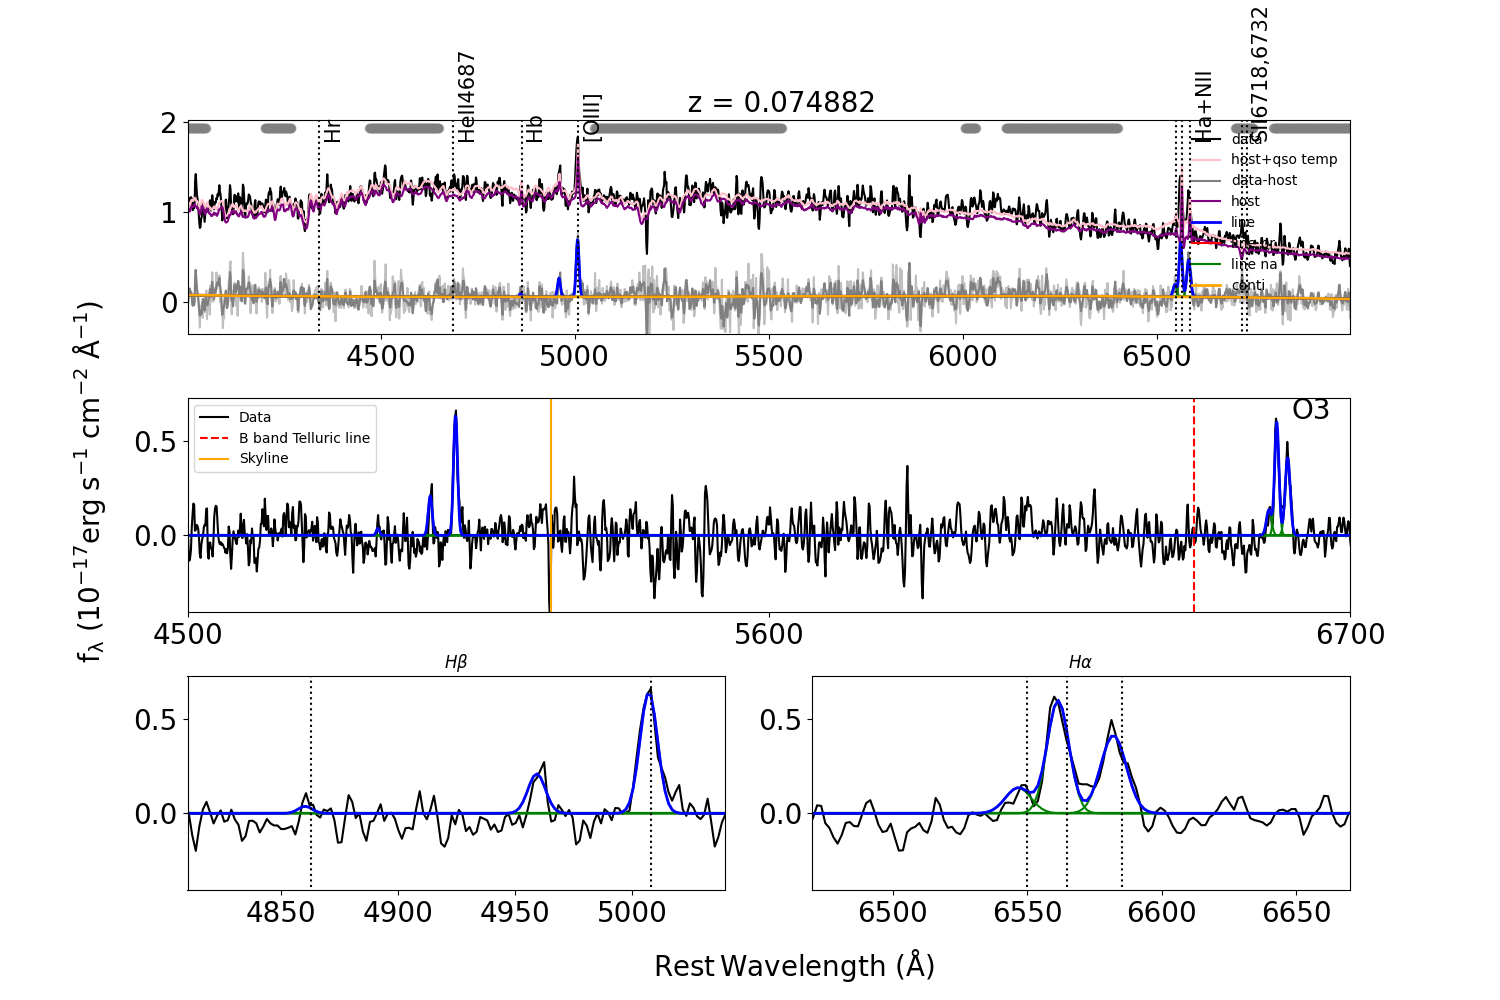 z = 0.074882
Hr
HeII4687
Hb
[OIII]
Ha+NII
SII6718,6732
data
host+qso temp
data-host
host
line
line na
conti
2
1
0
4500 5000 5500 6000 6500
fλ (10⁻¹⁷erg s⁻¹ cm⁻² Å⁻¹)
Data
B band Telluric line
Skyline
O3
0.5
0.0
4500 5600 6700
Hβ
0.5
0.0
4850 4900 4950 5000
Hα
0.5
0.0
6500 6550 6600 6650
Rest Wavelength (Å)